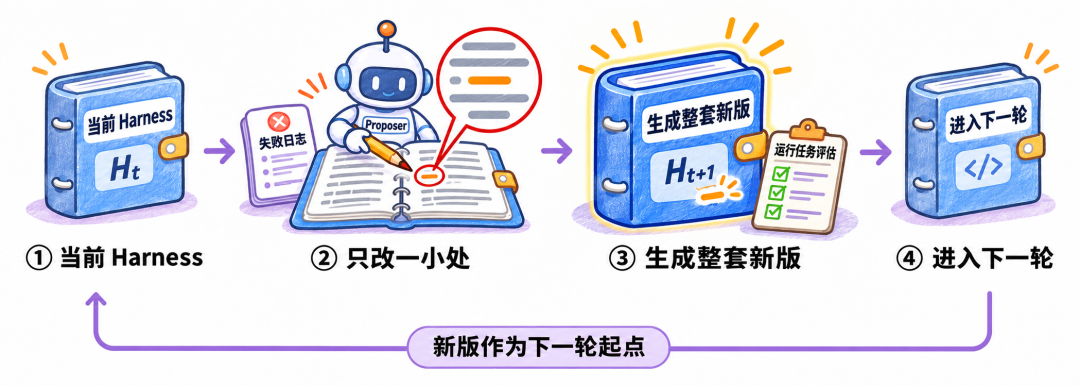 当前 Harness
Ht
失败日志
Proposer
生成整套新版
Ht+1
运行任务评估
进入下一轮
</>
① 当前 Harness
② 只改一小处
③ 生成整套新版
④ 进入下一轮
新版作为下一轮起点